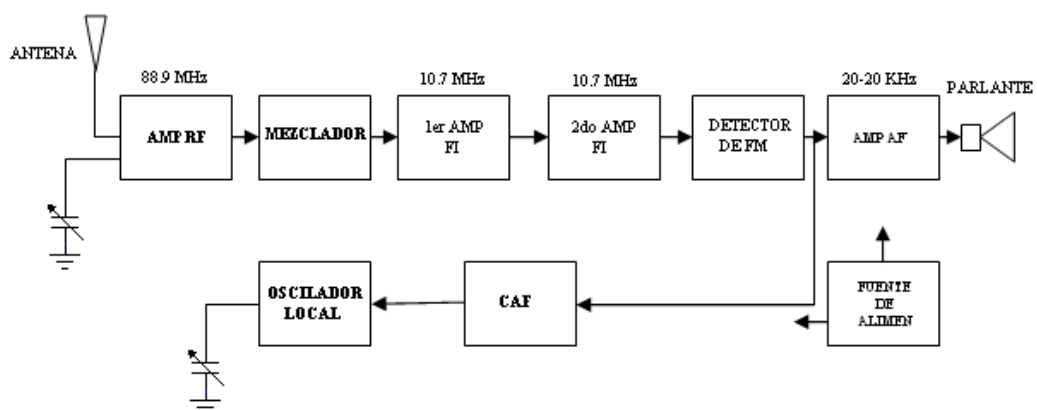 ANTENA
88.9 MHz
10.7 MHz
10.7 MHz
20-20 KHz
PARLANTE
AMP RF
MEZCLADOR
1er AMP
FI
2do AMP
FI
DETECTOR
DE FM
AMP AF
OSCILADOR
LOCAL
CAF
FUENTE
DE
ALIMEN